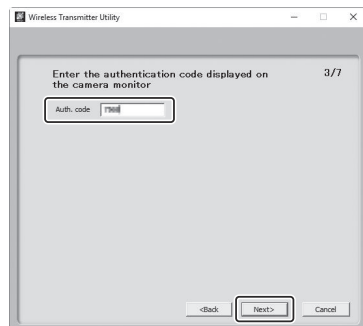 Wireless Transmitter Utility
Enter the authentication code displayed on
the camera monitor
3/7
Auth. code
<Back
Next>
Cancel